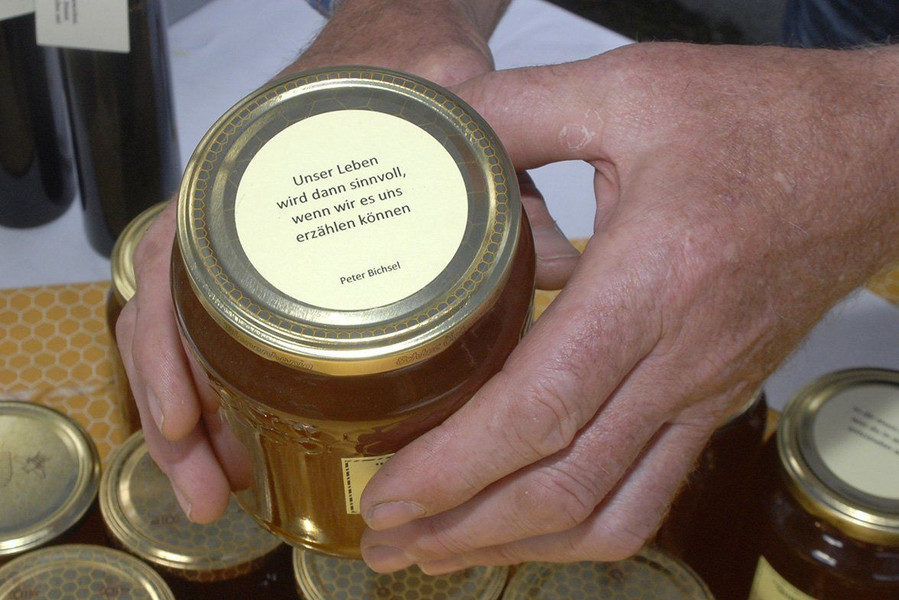 Unser Leben
wird dann sinnvoll,
wenn wir es uns
erzählen können
Peter Bichsel